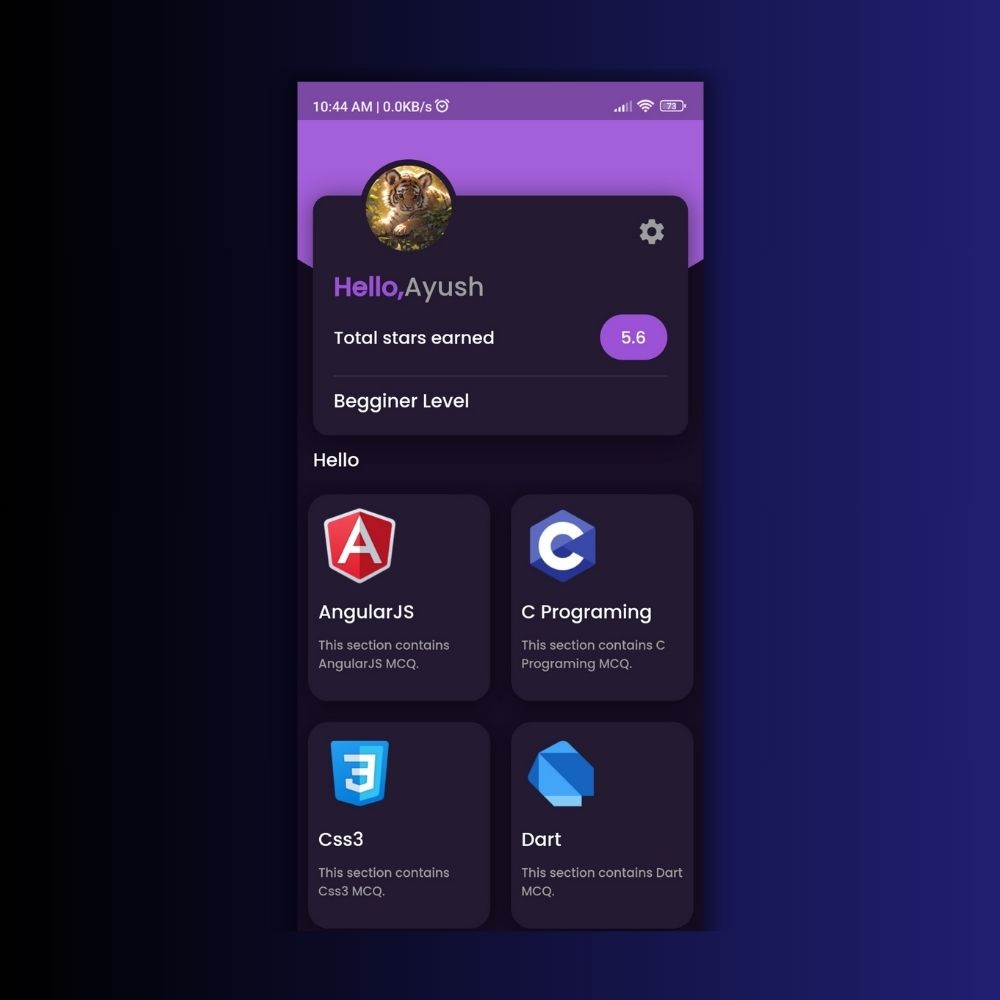 10:44 AM | 0.0KB/s
73
Hello,Ayush
Total stars earned
5.6
Begginer Level
Hello
AngularJS
This section contains
AngularJS MCQ.
C Programing
This section contains C
Programing MCQ.
Css3
This section contains
Css3 MCQ.
Dart
This section contains Dart
MCQ.